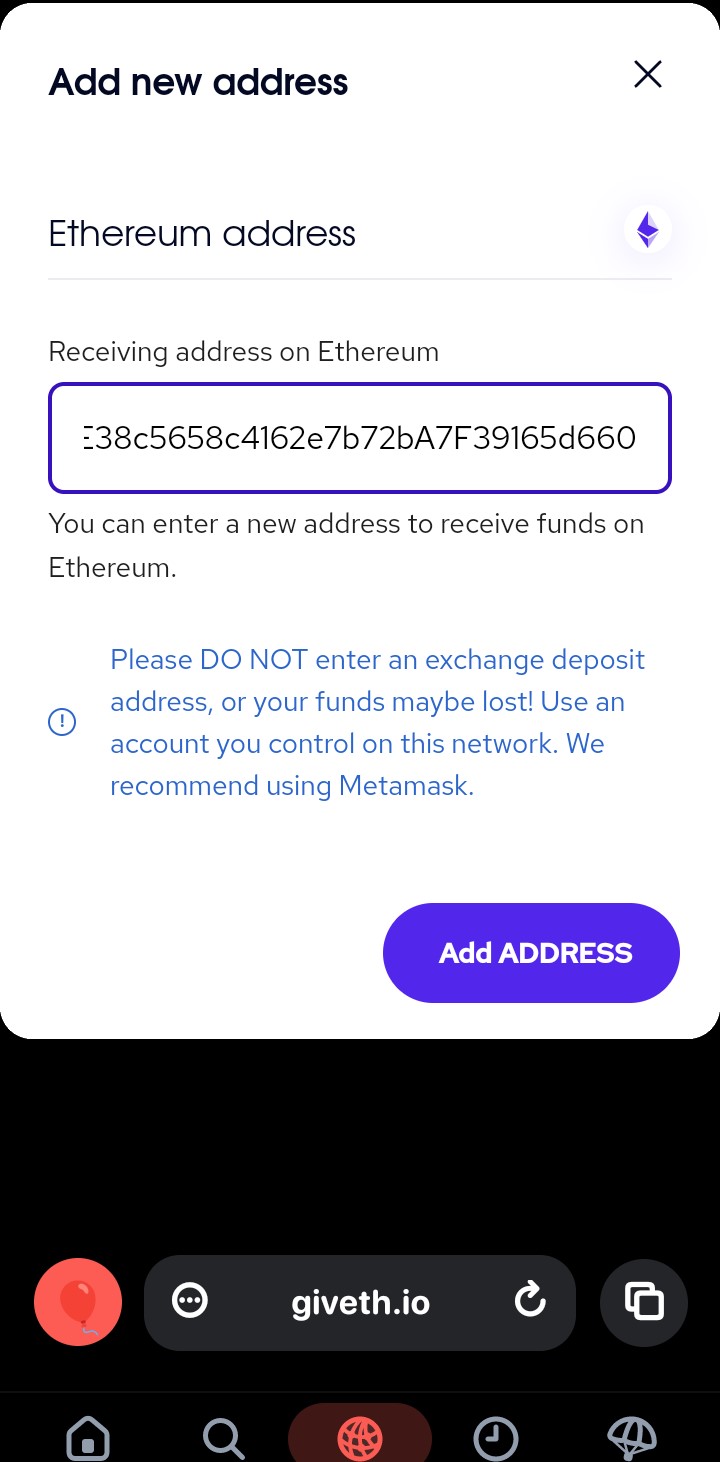 Add new address
Ethereum address
Receiving address on Ethereum
E38c5658c4162e7b72bA7F39165d660
You can enter a new address to receive funds on
Ethereum.
Please DO NOT enter an exchange deposit
address, or your funds maybe lost! Use an
account you control on this network. We
recommend using Metamask.
Add ADDRESS
giveth.io